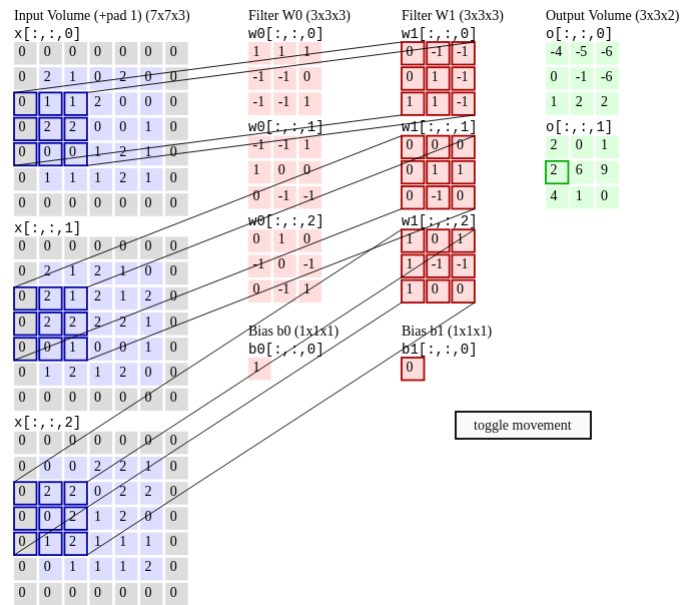 Input Volume (+pad 1) (7x7x3)
x[:,:,0]
0 0 0 0 0 0 0
0 2 1 0 2 0 0
0 1 1 2 0 0 0
0 2 2 0 0 1 0
0 0 0 1 2 1 0
0 1 1 1 2 1 0
0 0 0 0 0 0 0
x[:,:,1]
0 0 0 0 0 0 0
0 2 1 2 1 0 0
0 2 1 2 1 2 0
0 2 2 2 2 1 0
0 0 1 0 0 1 0
0 1 2 1 2 0 0
0 0 0 0 0 0 0
x[:,:,2]
0 0 0 0 0 0 0
0 0 0 2 2 1 0
0 2 2 0 2 2 0
0 0 2 1 2 0 0
0 1 2 1 1 1 0
0 0 1 1 1 2 0
0 0 0 0 0 0 0
Filter W0 (3x3x3)
w0[:,:,0]
1 1 1
-1 -1 0
-1 -1 1
w0[:,:,1]
-1 -1 1
1 0 0
0 -1 -1
w0[:,:,2]
0 1 0
-1 0 -1
0 -1 1
Bias b0 (1x1x1)
b0[:,:,0]
1
Filter W1 (3x3x3)
w1[:,:,0]
0 -1 -1
0 1 -1
1 1 -1
w1[:,:,1]
0 0 0
0 1 1
0 -1 0
w1[:,:,2]
1 0 1
1 -1 -1
1 0 0
Bias b1 (1x1x1)
b1[:,:,0]
0
Output Volume (3x3x2)
o[:,:,0]
-4 -5 -6
0 -1 -6
1 2 2
o[:,:,1]
2 0 1
2 6 9
4 1 0
toggle movement